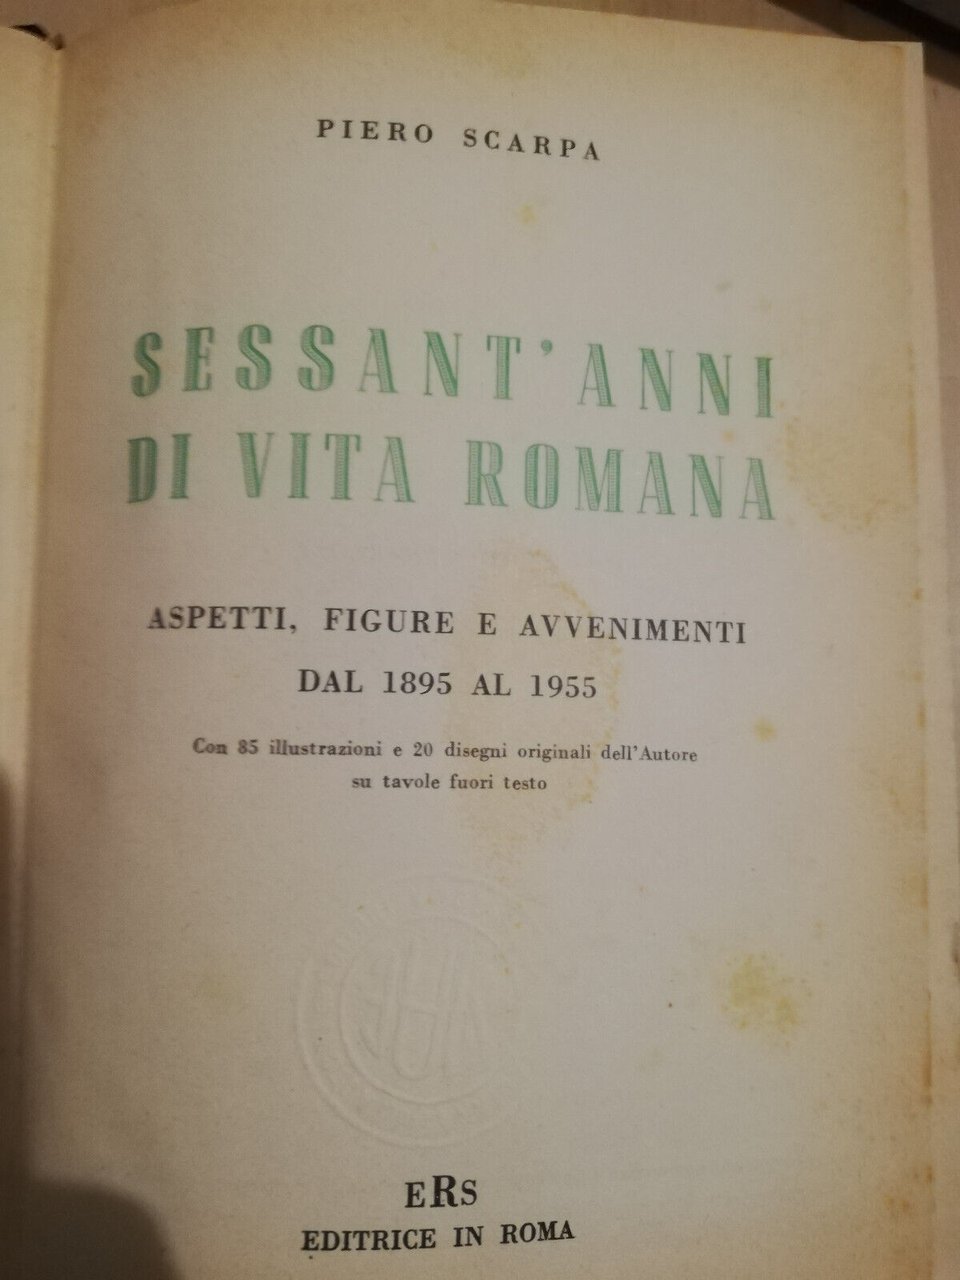 PIERO SCARPA
SESSANT'ANNI
DI VITA ROMANA
ASPETTI, FIGURE E AVVENIMENTI
DAL 1895 AL 1955
Con 85 illustrazioni e 20 disegni originali dell'Autore
su tavole fuori testo
ERS
EDITRICE IN ROMA